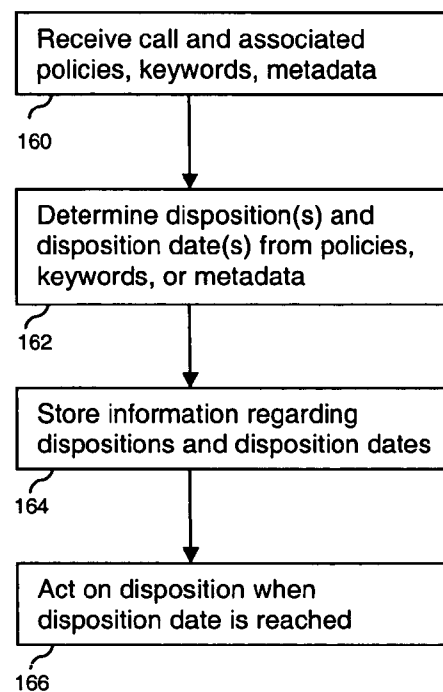 Receive call and associated
policies, keywords, metadata
160
Determine disposition(s) and
disposition date(s) from policies,
keywords, or metadata
162
Store information regarding
dispositions and disposition dates
164
Act on disposition when
disposition date is reached
166